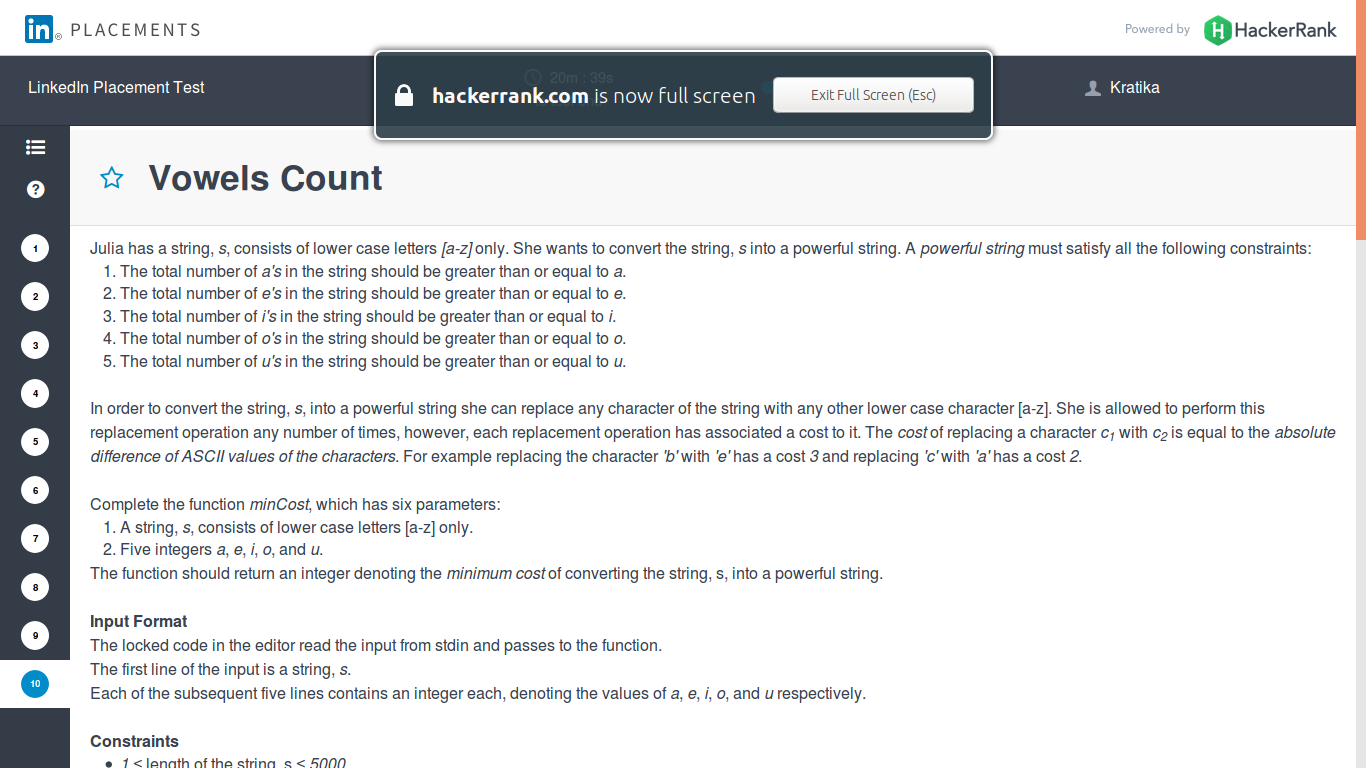 in® PLACEMENTS
Powered by HackerRank
LinkedIn Placement Test
20m : 39s
hackerrank.com is now full screen
Exit Full Screen (Esc)
Kratika
Vowels Count
?
1
2
3
4
5
6
7
8
9
10
Julia has a string, s, consists of lower case letters [a-z] only. She wants to convert the string, s into a powerful string. A powerful string must satisfy all the following constraints:
1. The total number of a's in the string should be greater than or equal to a.
2. The total number of e's in the string should be greater than or equal to e.
3. The total number of i's in the string should be greater than or equal to i.
4. The total number of o's in the string should be greater than or equal to o.
5. The total number of u's in the string should be greater than or equal to u.
In order to convert the string, s, into a powerful string she can replace any character of the string with any other lower case character [a-z]. She is allowed to perform this
replacement operation any number of times, however, each replacement operation has associated a cost to it. The cost of replacing a character c1 with c2 is equal to the absolute
difference of ASCII values of the characters. For example replacing the character 'b' with 'e' has a cost 3 and replacing 'c' with 'a' has a cost 2.
Complete the function minCost, which has six parameters:
1. A string, s, consists of lower case letters [a-z] only.
2. Five integers a, e, i, o, and u.
The function should return an integer denoting the minimum cost of converting the string, s, into a powerful string.
Input Format
The locked code in the editor read the input from stdin and passes to the function.
The first line of the input is a string, s.
Each of the subsequent five lines contains an integer each, denoting the values of a, e, i, o, and u respectively.
Constraints
• 1 ≤ length of the string, s ≤ 5000